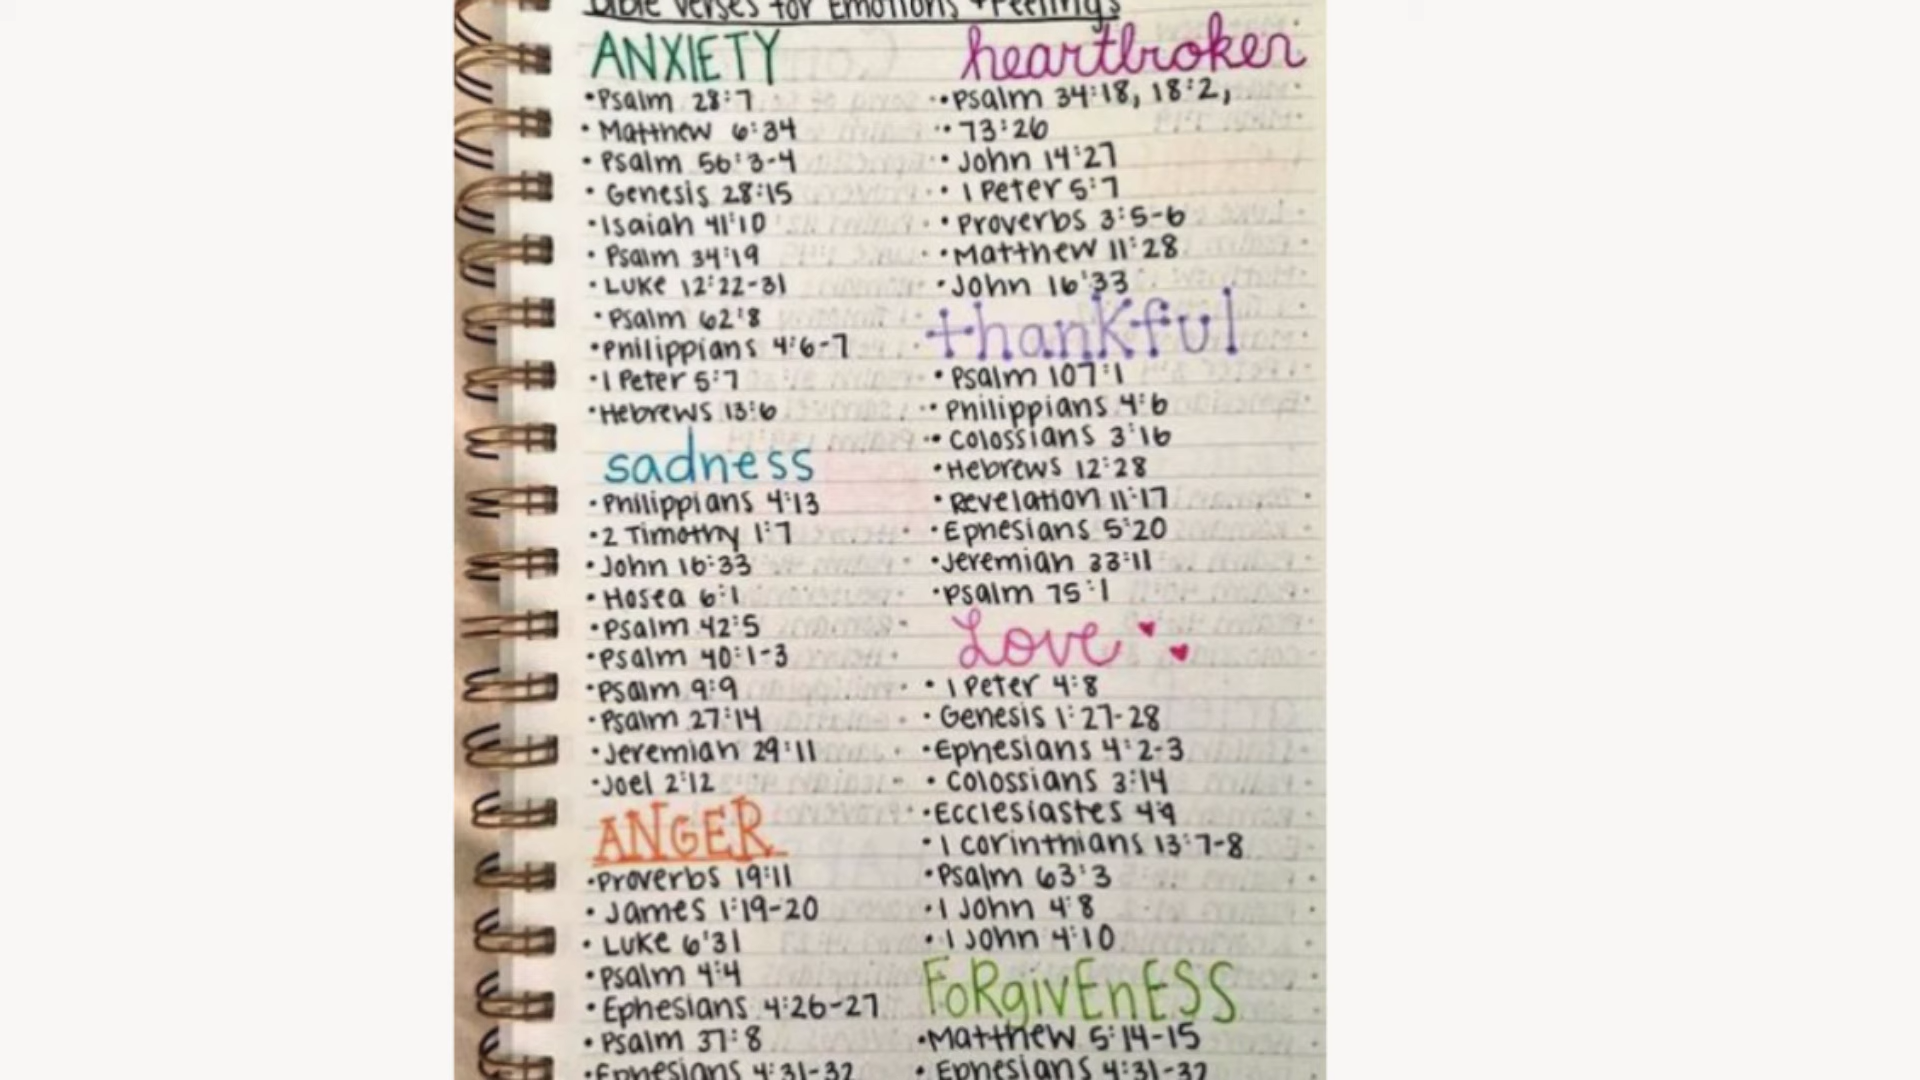 Bible Verses for Emotions + Feelings
ANXIETY
•Psalm 28:7
•Matthew 6:34
•Psalm 56:3-4
•Genesis 28:15
•Isaiah 41:10
•Psalm 34:19
•Luke 12:22-31
•Psalm 62:8
•Philippians 4:6-7
•1 Peter 5:7
•Hebrews 13:6
sadness
•Philippians 4:13
•2 Timothy 1:7
•John 16:33
•Hosea 6:1
•Psalm 42:5
•Psalm 40:1-3
•Psalm 9:9
•Psalm 27:14
•Jeremiah 29:11
•Joel 2:12
ANGER
•Proverbs 19:11
•James 1:19-20
•Luke 6:31
•Psalm 4:4
•Ephesians 4:26-27
•Psalm 37:8
•Ephesians 4:31-32
heartbroken
•Psalm 34:18, 18:2,
•73:26
•John 14:27
•1 Peter 5:7
•Proverbs 3:5-6
•Matthew 11:28
•John 16:33
thankful
•Psalm 107:1
•Philippians 4:6
•Colossians 3:16
•Hebrews 12:28
•Revelation 11:17
•Ephesians 5:20
•Jeremiah 33:11
•Psalm 75:1
Love
•1 Peter 4:8
•Genesis 1:27-28
•Ephesians 4:2-3
•Colossians 3:14
•Ecclesiastes 4:9
•1 Corinthians 13:7-8
•Psalm 63:3
•1 John 4:8
•1 John 4:10
FoRgivEnESS
•Matthew 5:14-15
•Ephesians 4:31-32